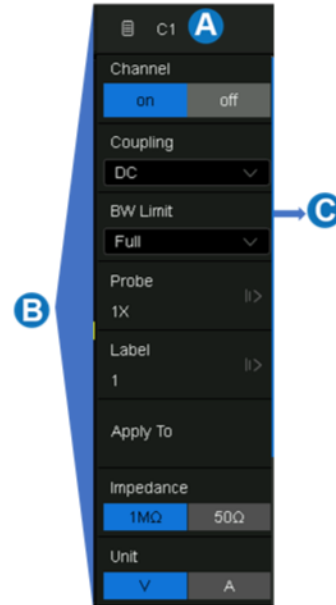 C1 A
Channel
on off
Coupling
DC
BW Limit
Full
C
Probe
1X
B
Label
1
Apply To
Impedance
1MΩ 50Ω
Unit
V A